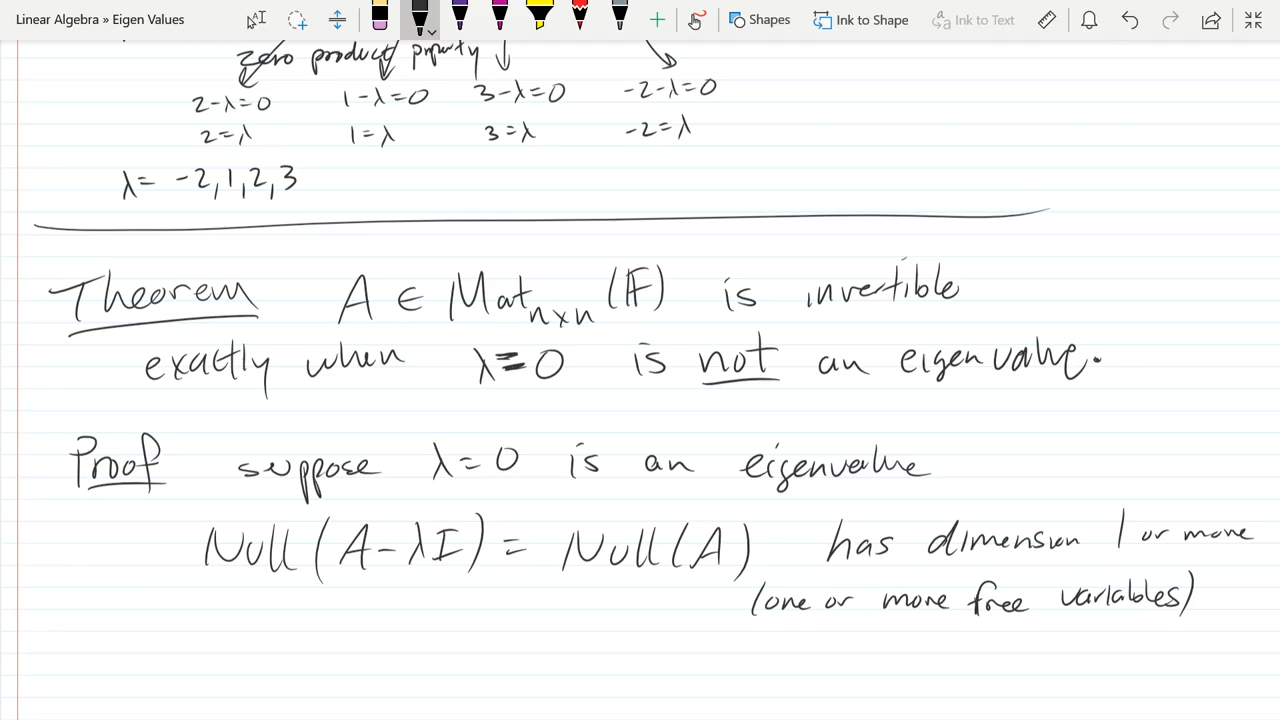 Linear Algebra » Eigen Values
Shapes
Ink to Shape
Ink to Text
zero product property
2-λ=0 1-λ=0 3-λ=0 -2-λ=0
2=λ 1=λ 3=λ -2=λ
λ= -2,1,2,3
Theorem A ∈ Mat_{n×n} (𝔽) is invertible
exactly when λ=0 is not an eigenvalue.
Proof suppose λ=0 is an eigenvalue
Null(A-λI) = Null(A) has dimension 1 or more
(one or more free variables)